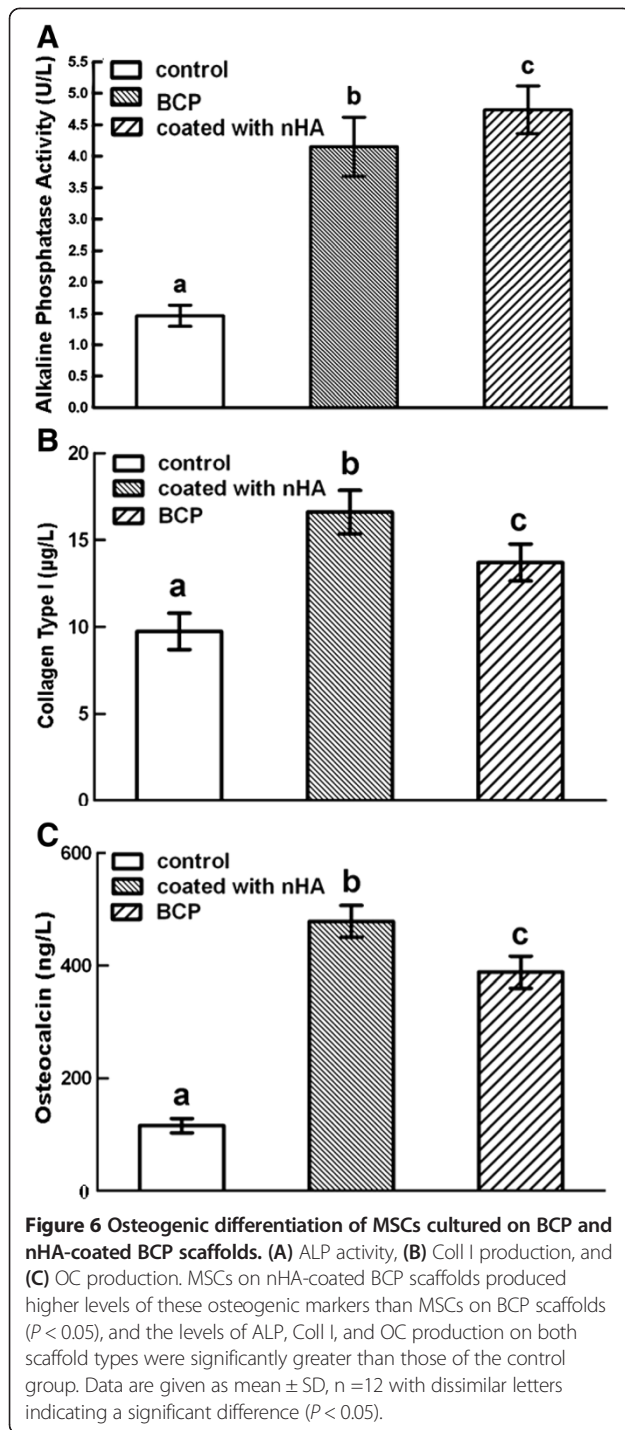 A
Alkaline Phosphatase Activity (U/L)
5.5
5.0
4.5
4.0
3.5
3.0
2.5
2.0
1.5
1.0
0.5
0.0
control
BCP
coated with nHA
a
b
c
B
Collagen Type I (µg/L)
20
15
10
5
0
control
coated with nHA
BCP
a
b
c
C
Osteocalcin (ng/L)
600
400
200
0
control
coated with nHA
BCP
a
b
c
Figure 6 Osteogenic differentiation of MSCs cultured on BCP and
nHA-coated BCP scaffolds. (A) ALP activity, (B) Coll I production, and
(C) OC production. MSCs on nHA-coated BCP scaffolds produced
higher levels of these osteogenic markers than MSCs on BCP scaffolds
(P < 0.05), and the levels of ALP, Coll I, and OC production on both
scaffold types were significantly greater than those of the control
group. Data are given as mean ± SD, n =12 with dissimilar letters
indicating a significant difference (P < 0.05).